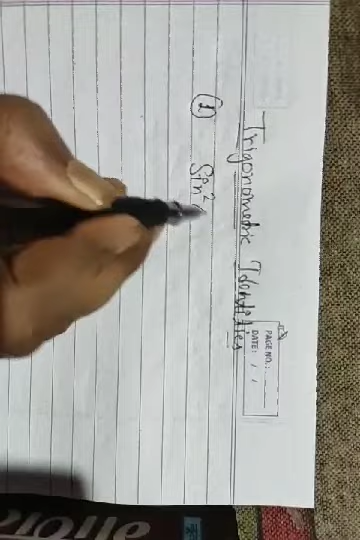 PAGE NO.:
DATE: / /
Trigonometric Identities
① Sin²